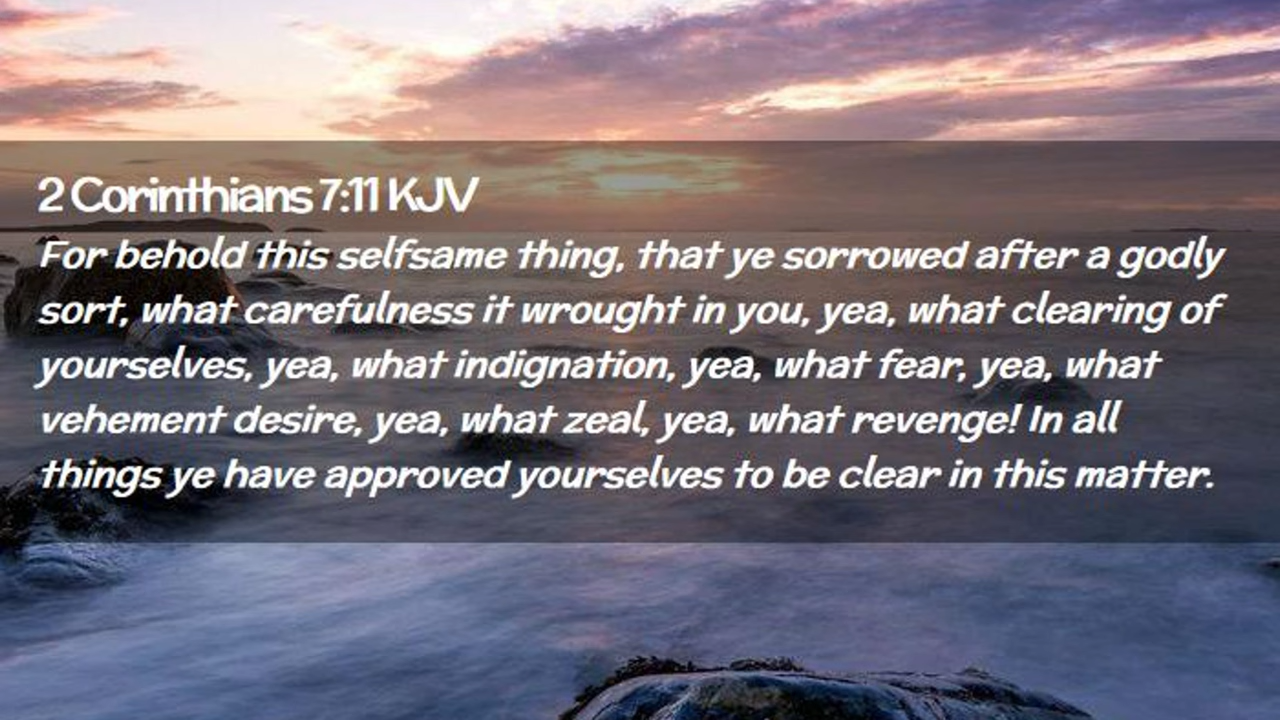 2 Corinthians 7:11 KJV
For behold this selfsame thing, that ye sorrowed after a godly
sort, what carefulness it wrought in you, yea, what clearing of
yourselves, yea, what indignation, yea, what fear, yea, what
vehement desire, yea, what zeal, yea, what revenge! In all
things ye have approved yourselves to be clear in this matter.